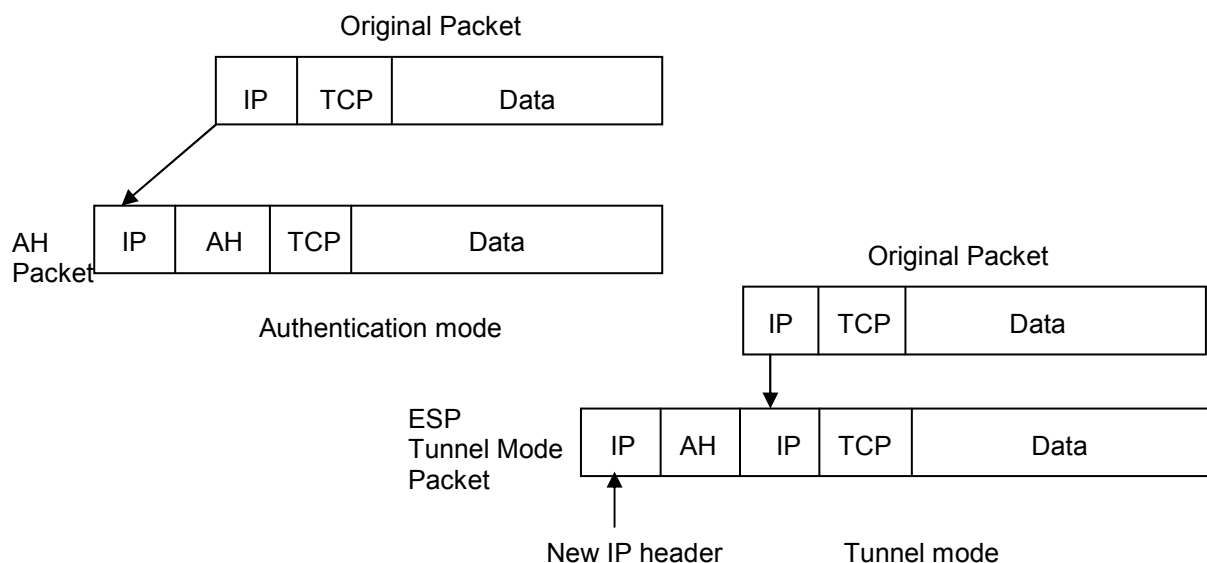 Original Packet
IP TCP Data
AH
Packet
IP AH TCP Data
Authentication mode
Original Packet
IP TCP Data
ESP
Tunnel Mode
Packet
IP AH IP TCP Data
New IP header
Tunnel mode